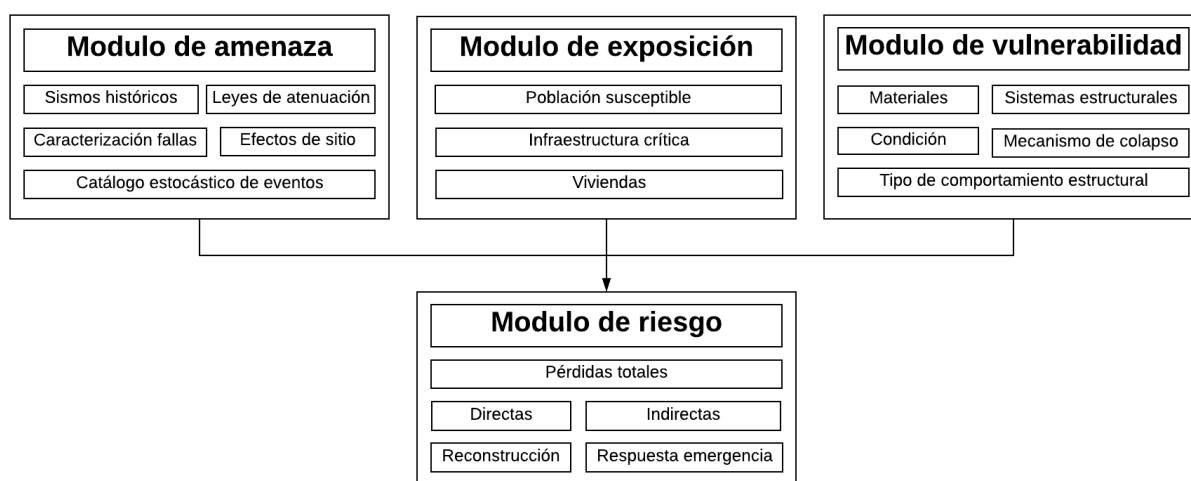 Modulo de amenaza
Sismos históricos
Leyes de atenuación
Caracterización fallas
Efectos de sitio
Catálogo estocástico de eventos
Modulo de exposición
Población susceptible
Infraestructura crítica
Viviendas
Modulo de vulnerabilidad
Materiales
Sistemas estructurales
Condición
Mecanismo de colapso
Tipo de comportamiento estructural
Modulo de riesgo
Pérdidas totales
Directas
Indirectas
Reconstrucción
Respuesta emergencia